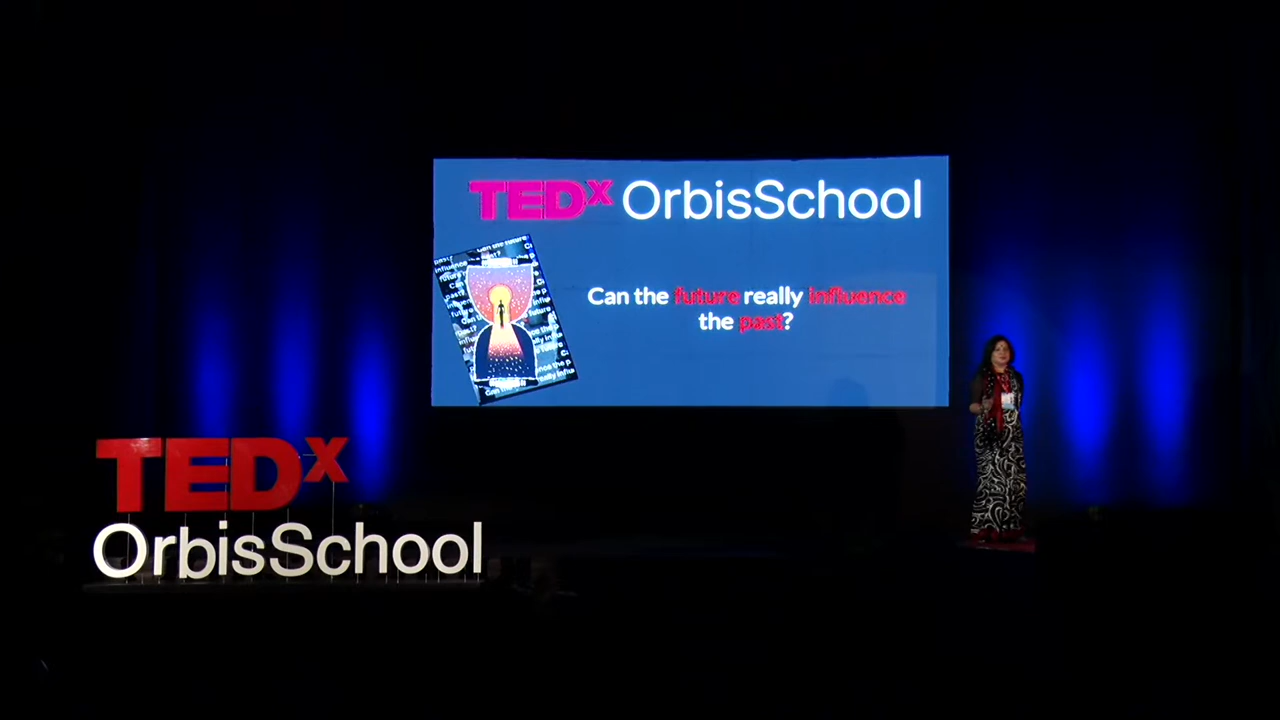 TEDx OrbisSchool
Can the future really influence
the past?
TEDx
OrbisSchool